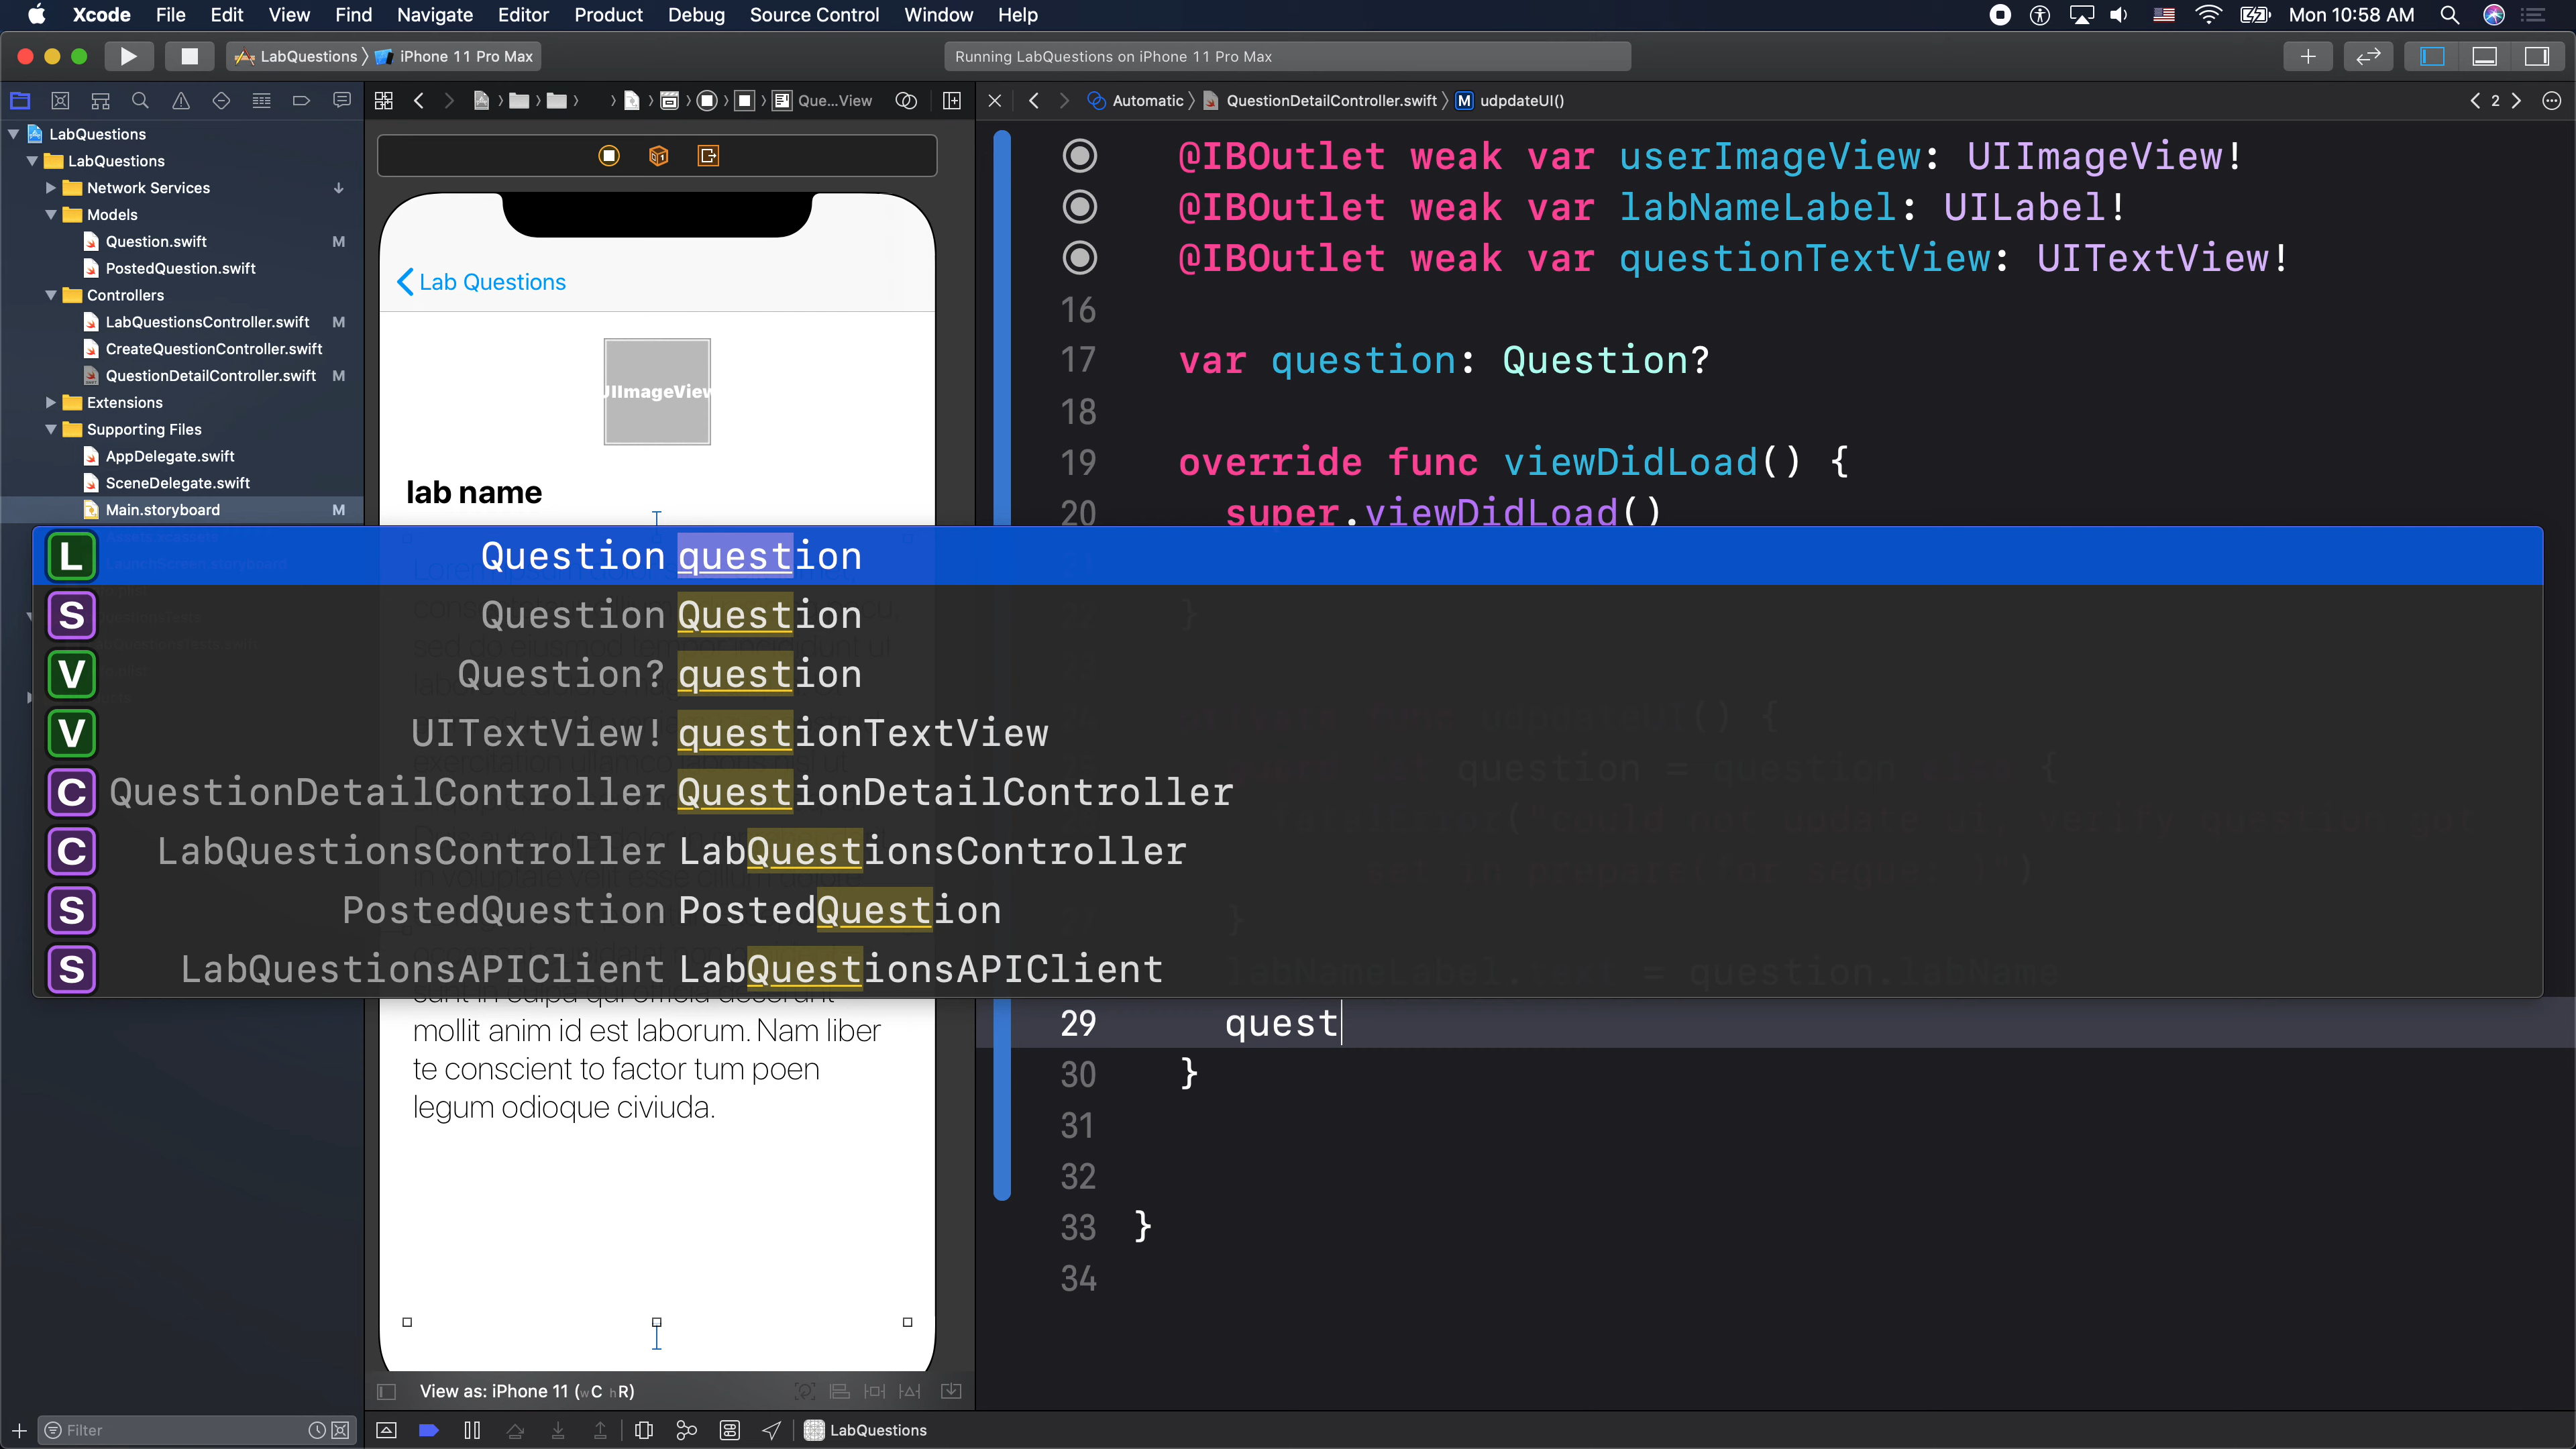 Xcode File Edit View Find Navigate Editor Product Debug Source Control Window Help Mon 10:58 AM
LabQuestions iPhone 11 Pro Max Running LabQuestions on iPhone 11 Pro Max
Que...View Automatic QuestionDetailController.swift M udpdateUI() 2
LabQuestions
LabQuestions
Network Services
Models
Question.swift M
PostedQuestion.swift
Controllers
LabQuestionsController.swift M
CreateQuestionController.swift
QuestionDetailController.swift M
Extensions
Supporting Files
AppDelegate.swift
SceneDelegate.swift
Main.storyboard M
Lab Questions
UIImageView
lab name
@IBOutlet weak var userImageView: UIImageView!
@IBOutlet weak var labNameLabel: UILabel!
@IBOutlet weak var questionTextView: UITextView!
16
17 var question: Question?
18
19 override func viewDidLoad() {
20 super.viewDidLoad()
L Question question
S Question Question
V Question? question
V UITextView! questionTextView
C QuestionDetailController QuestionDetailController
C LabQuestionsController LabQuestionsController
S PostedQuestion PostedQuestion
S LabQuestionsAPIClient LabQuestionsAPIClient
mollit anim id est laborum. Nam liber
te conscient to factor tum poen
legum odioque civiuda.
29 quest
30 }
31
32
33 }
34
View as: iPhone 11 (wC hR)
Filter
LabQuestions